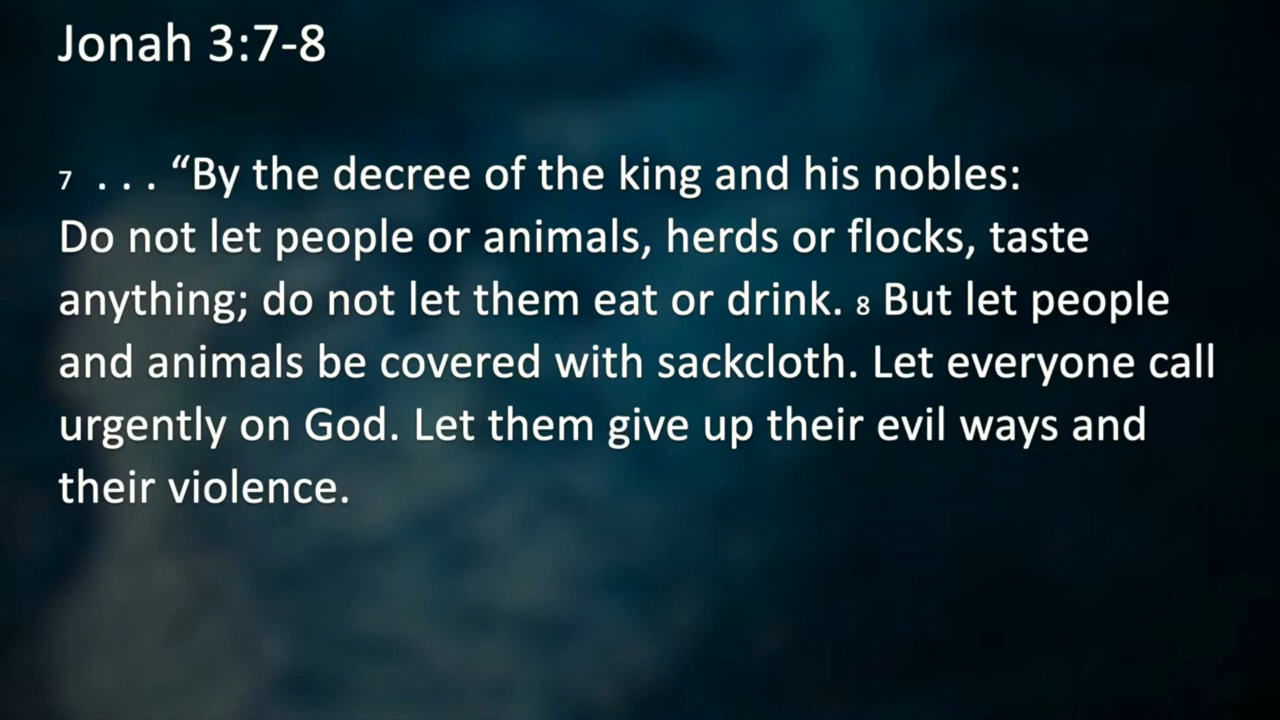 Jonah 3:7-8
7 . . . “By the decree of the king and his nobles:
Do not let people or animals, herds or flocks, taste
anything; do not let them eat or drink. 8 But let people
and animals be covered with sackcloth. Let everyone call
urgently on God. Let them give up their evil ways and
their violence.